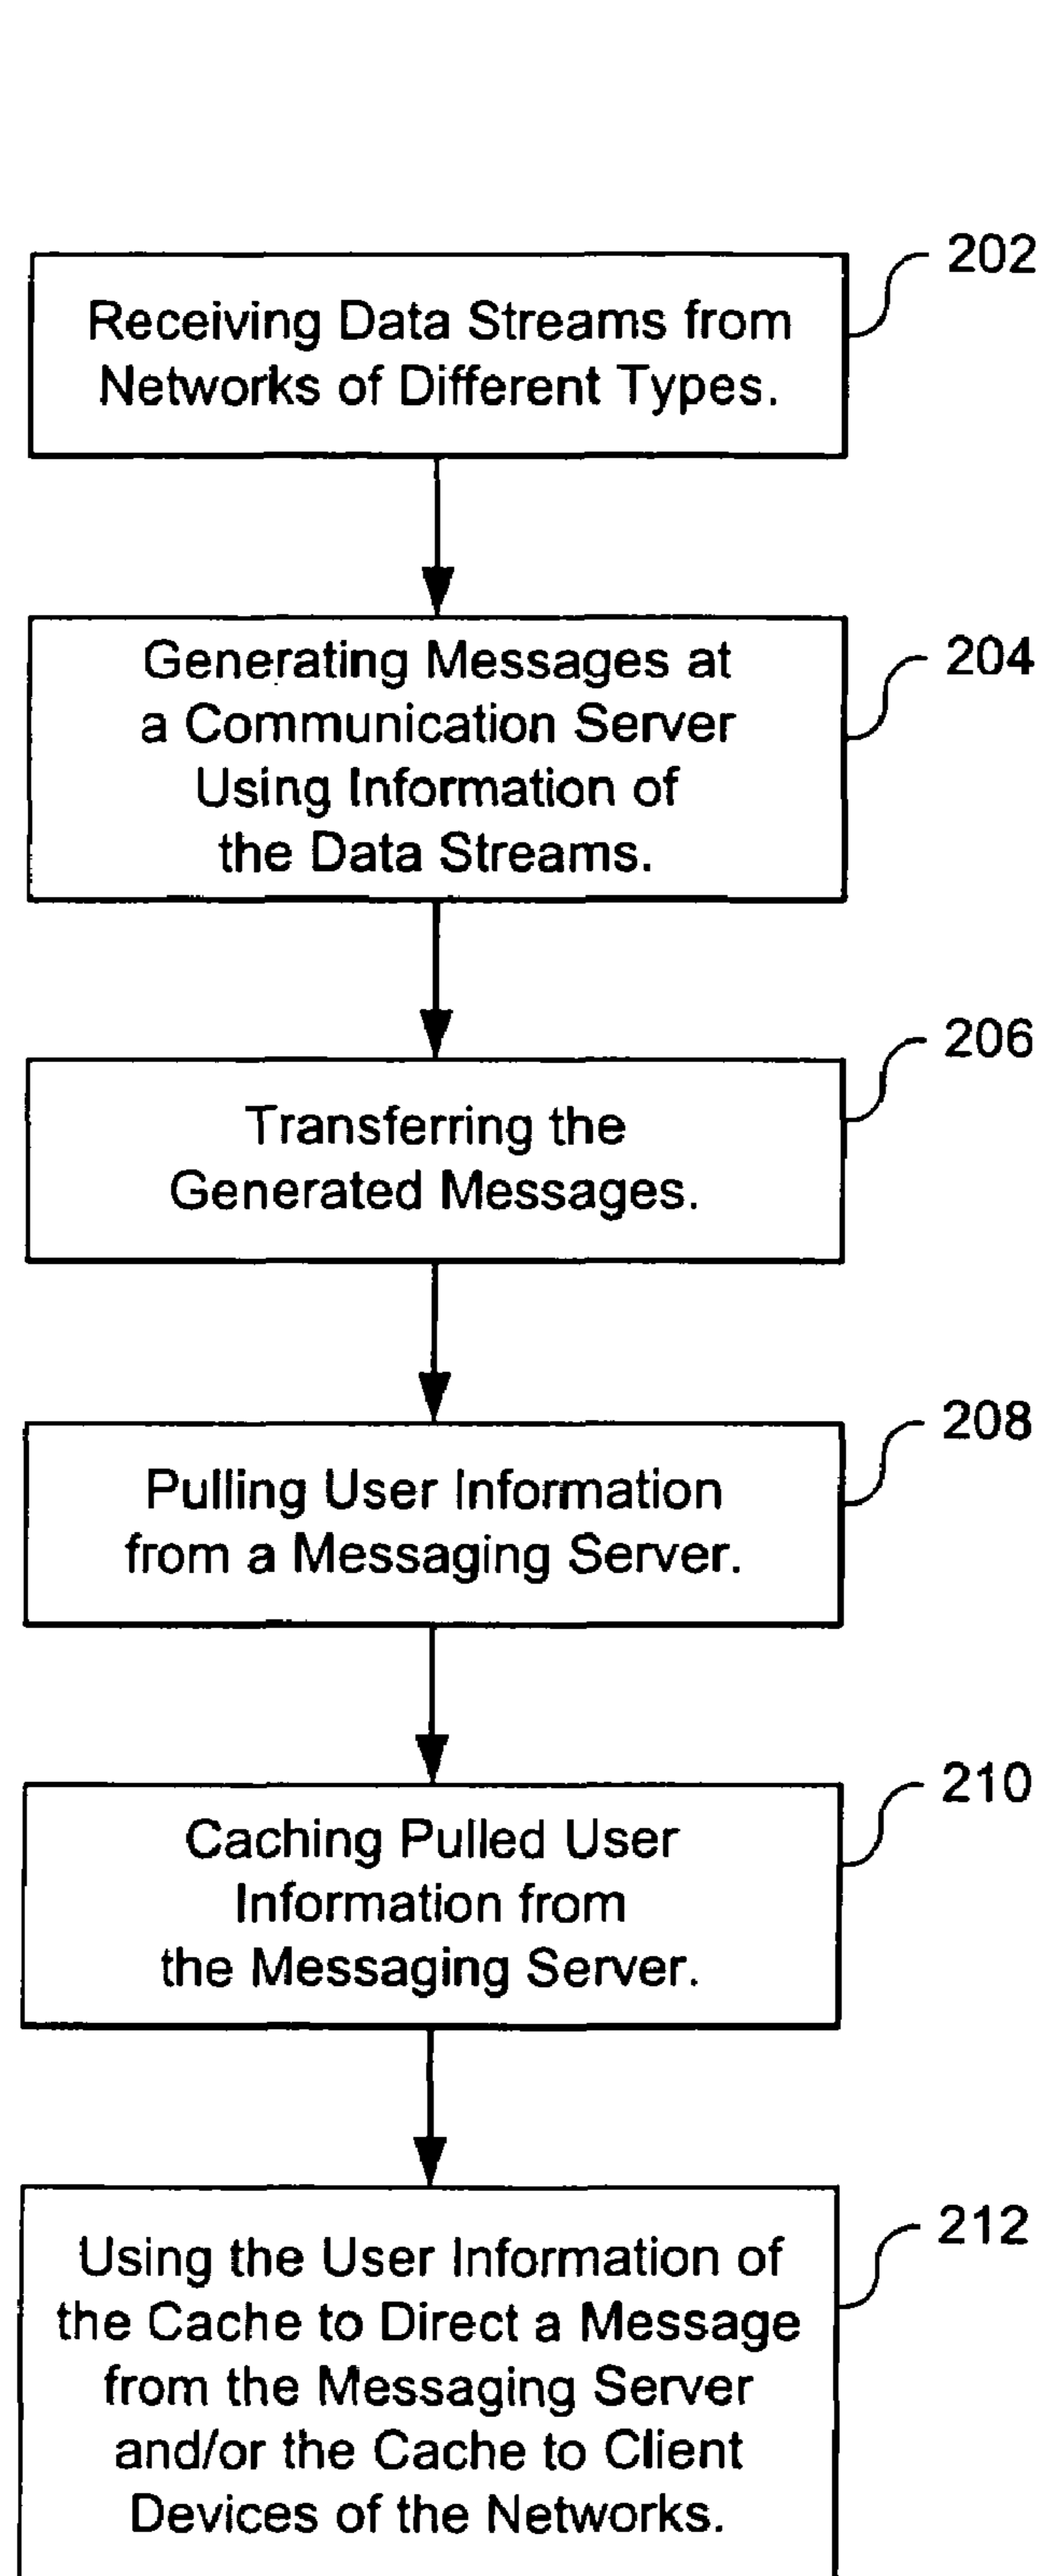 202
Receiving Data Streams from
Networks of Different Types.
204
Generating Messages at
a Communication Server
Using Information of
the Data Streams.
206
Transferring the
Generated Messages.
208
Pulling User Information
from a Messaging Server.
210
Caching Pulled User
Information from
the Messaging Server.
212
Using the User Information of
the Cache to Direct a Message
from the Messaging Server
and/or the Cache to Client
Devices of the Networks.